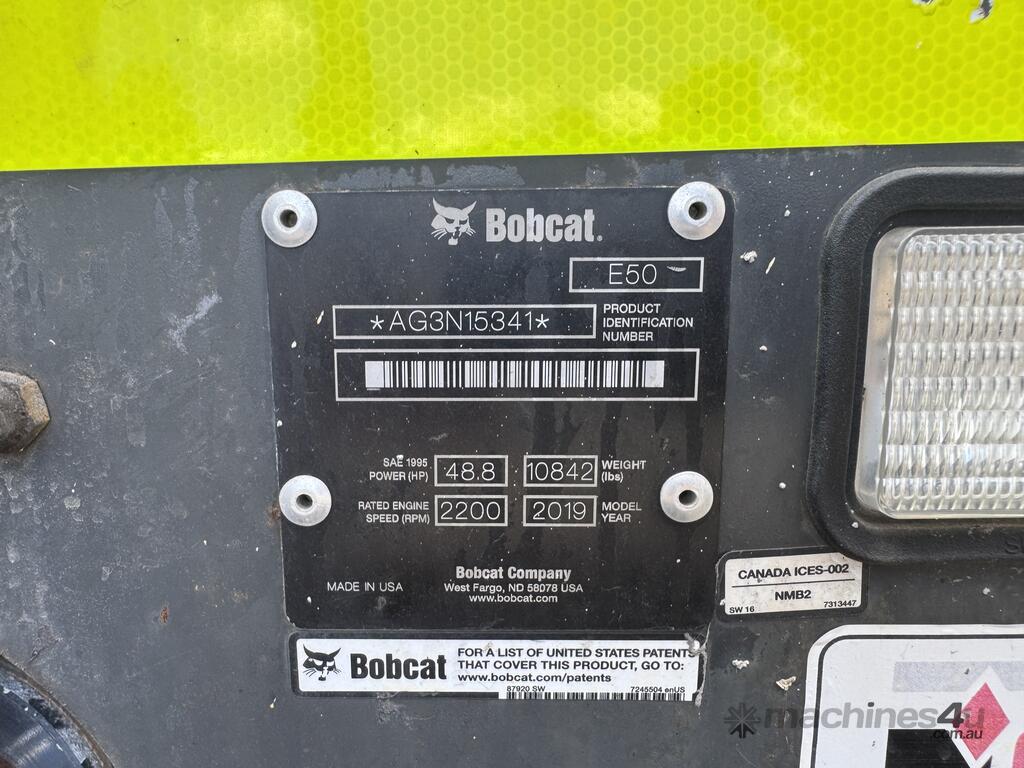 Bobcat®
E50
*AG3N15341*
PRODUCT
IDENTIFICATION
NUMBER
SAE 1995
POWER (HP)
48.8
10842
WEIGHT
(lbs)
RATED ENGINE
SPEED (RPM)
2200
2019
MODEL
YEAR
Bobcat Company
MADE IN USA
West Fargo, ND 58078 USA
www.bobcat.com
CANADA ICES-002
NMB2
SW 16
7313447
Bobcat
FOR A LIST OF UNITED STATES PATENTS
THAT COVER THIS PRODUCT, GO TO:
www.bobcat.com/patents
87920 SW
7245504 enUS
machines4u
.com.au